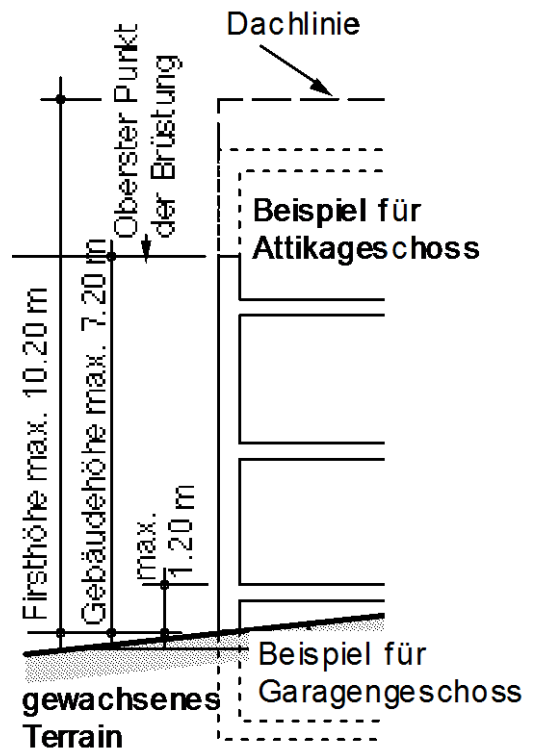 Dachlinie
Oberster Punkt
der Brüstung
Beispiel für
Attikageschoss
Firsthöhe max. 10.20 m
Gebäudehöhe max. 7.20 m
max.
1.20 m
Beispiel für
Garagengeschoss
gewachsenes
Terrain